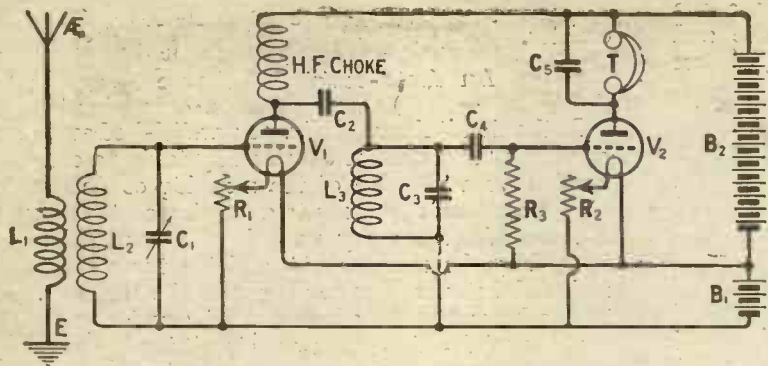 Æ.
H.F. CHOKE
C₅
T
C₂
V₁
C₄
V₂
B₂
L₁
L₂
C₁
R₁
L₃
C₃
R₃
R₂
B₁
E